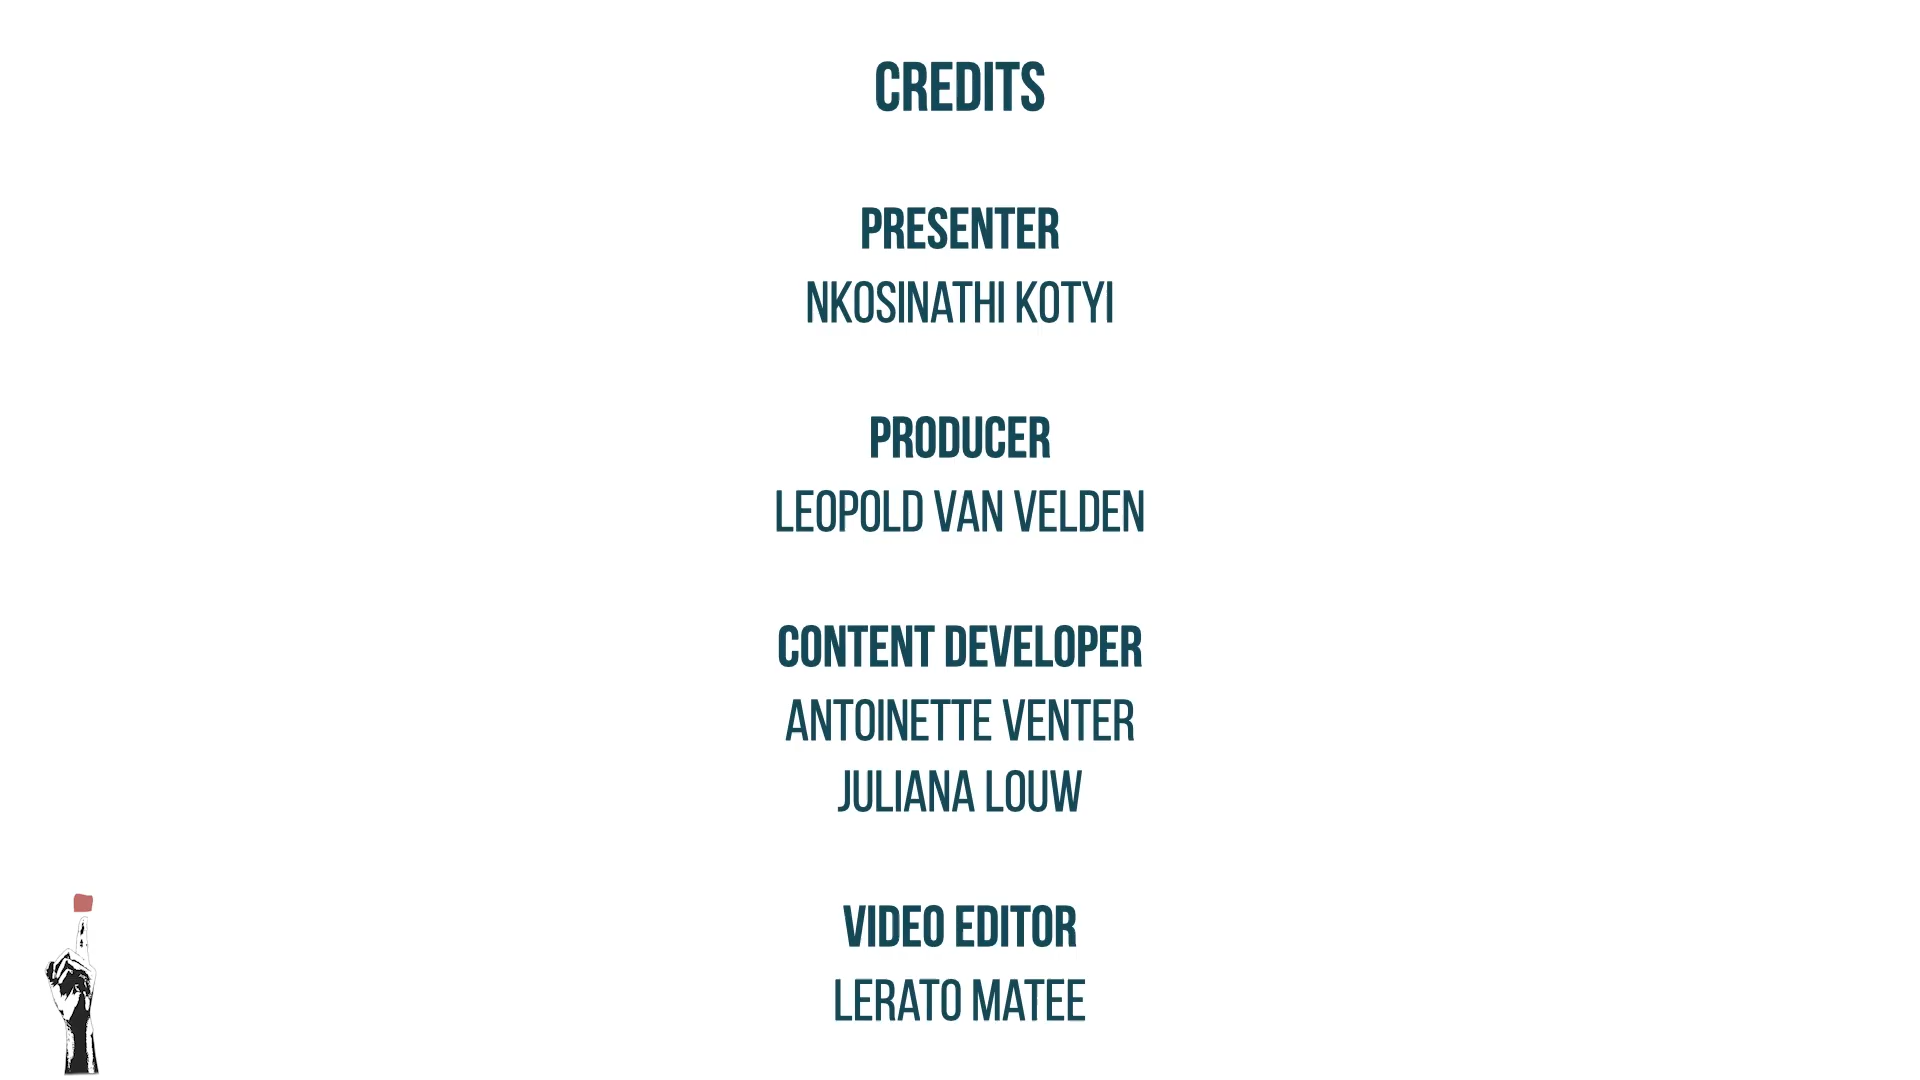 CREDITS
PRESENTER
NKOSINATHI KOTYI
PRODUCER
LEOPOLD VAN VELDEN
CONTENT DEVELOPER
ANTOINETTE VENTER
JULIANA LOUW
VIDEO EDITOR
LERATO MATEE